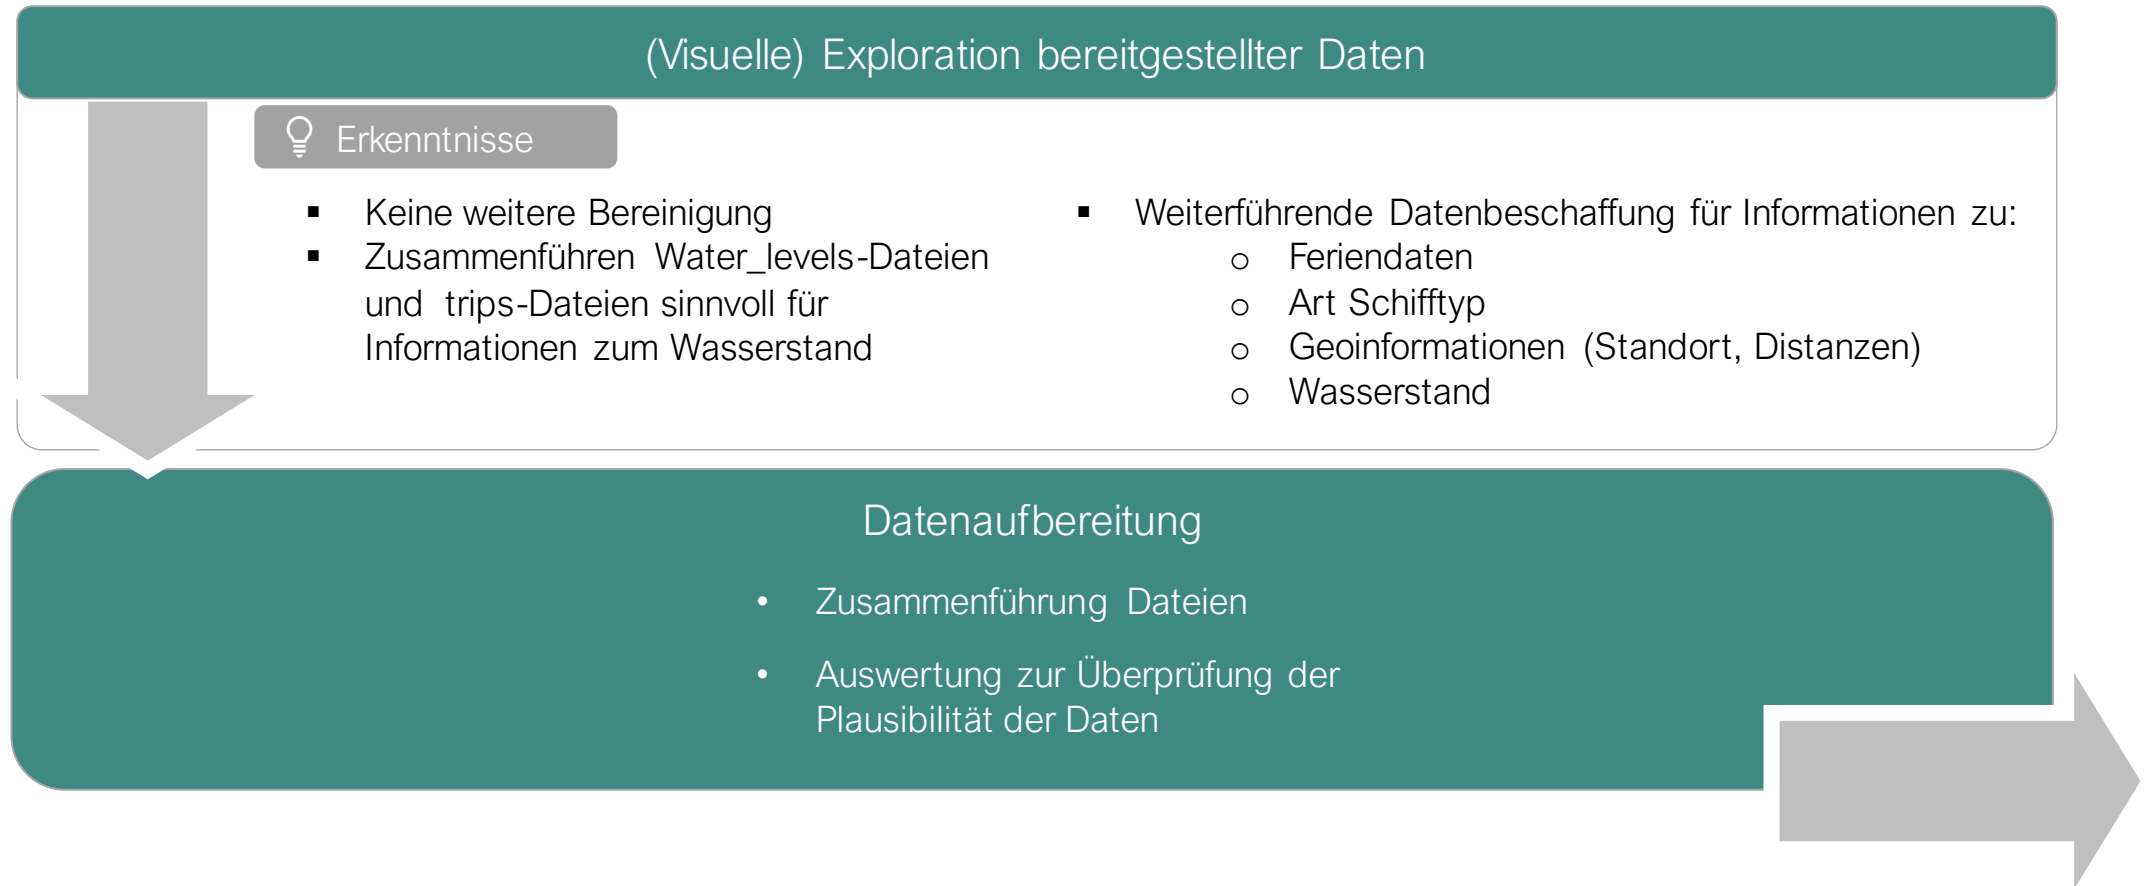 (Visuelle) Exploration bereitgestellter Daten
Erkenntnisse
▪ Keine weitere Bereinigung
▪ Zusammenführen Water_levels-Dateien
und trips-Dateien sinnvoll für
Informationen zum Wasserstand
▪ Weiterführende Datenbeschaffung für Informationen zu:
o Feriendaten
o Art Schifftyp
o Geoinformationen (Standort, Distanzen)
o Wasserstand
Datenaufbereitung
• Zusammenführung Dateien
• Auswertung zur Überprüfung der
Plausibilität der Daten